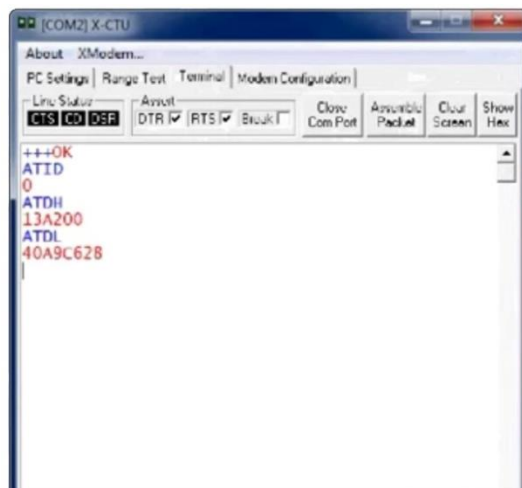 [COM2] X-CTU
About XModem...
PC Settings Range Test Terminal Modem Configuration
Line Status Assert
CTS CD DSR DTR RTS Break Close Com Port Assemble Packet Clear Screen Show Hex
+++OK
ATID
0
ATDH
13A200
ATDL
40A9C628